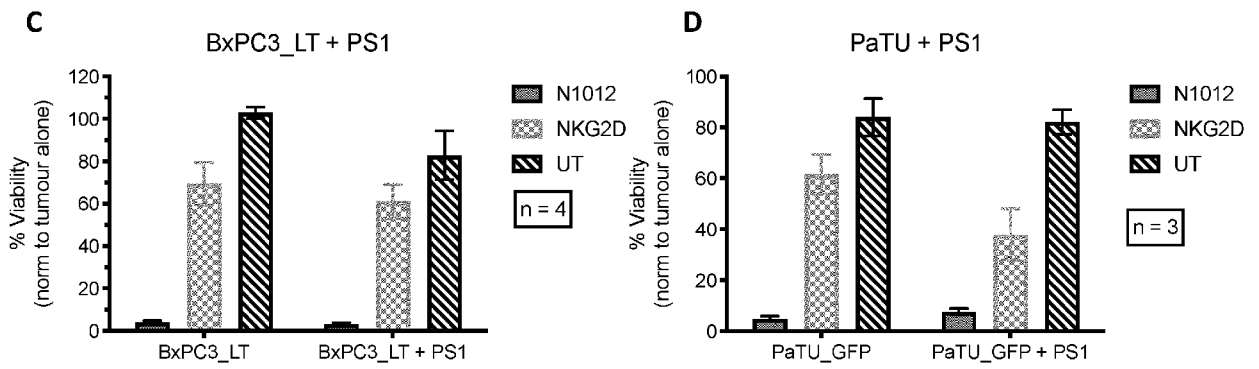 C
BxPC3_LT + PS1
% Viability
(norm to tumour alone)
120
100
80
60
40
20
0
BxPC3_LT
BxPC3_LT + PS1
N1012
NKG2D
UT
n = 4
D
PaTU + PS1
% Viability
(norm to tumour alone)
100
80
60
40
20
0
PaTU_GFP
PaTU_GFP + PS1
N1012
NKG2D
UT
n = 3